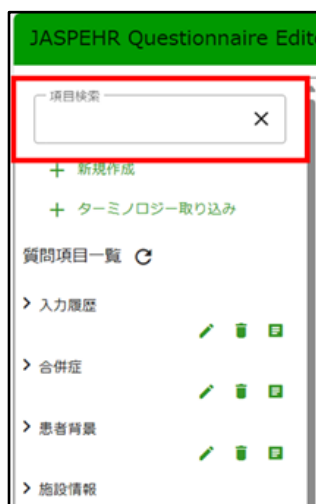 JASPEHR Questionnaire Edit
項目検索
新規作成
ターミノロジー取り込み
質問項目一覧
入力履歴
合併症
患者背景
施設情報